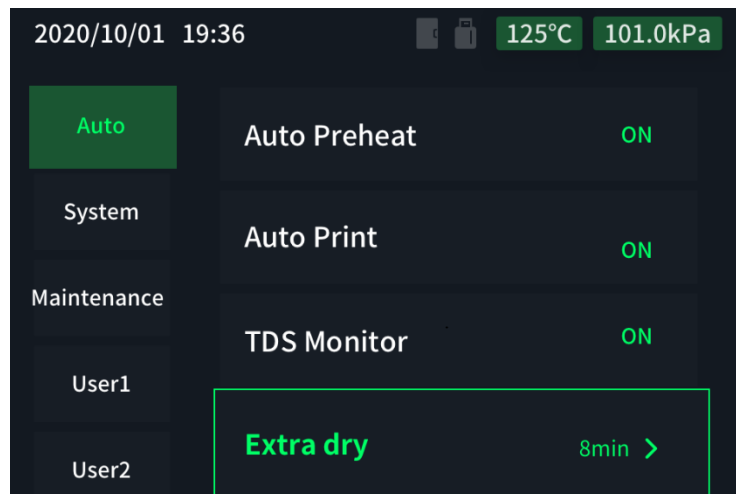 2020/10/01 19:36 125°C 101.0kPa
Auto
System
Maintenance
User1
User2
Auto Preheat ON
Auto Print ON
TDS Monitor ON
Extra dry 8min >